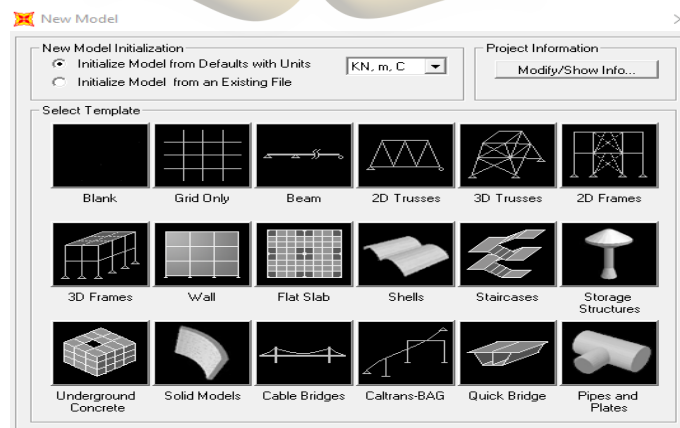 New Model
New Model Initialization
Initialize Model from Defaults with Units
KN, m, C
Initialize Model from an Existing File
Project Information
Modify/Show Info...
Select Template
Blank
Grid Only
Beam
2D Trusses
3D Trusses
2D Frames
3D Frames
Wall
Flat Slab
Shells
Staircases
Storage
Structures
Underground
Concrete
Solid Models
Cable Bridges
Caltrans-BAG
Quick Bridge
Pipes and
Plates